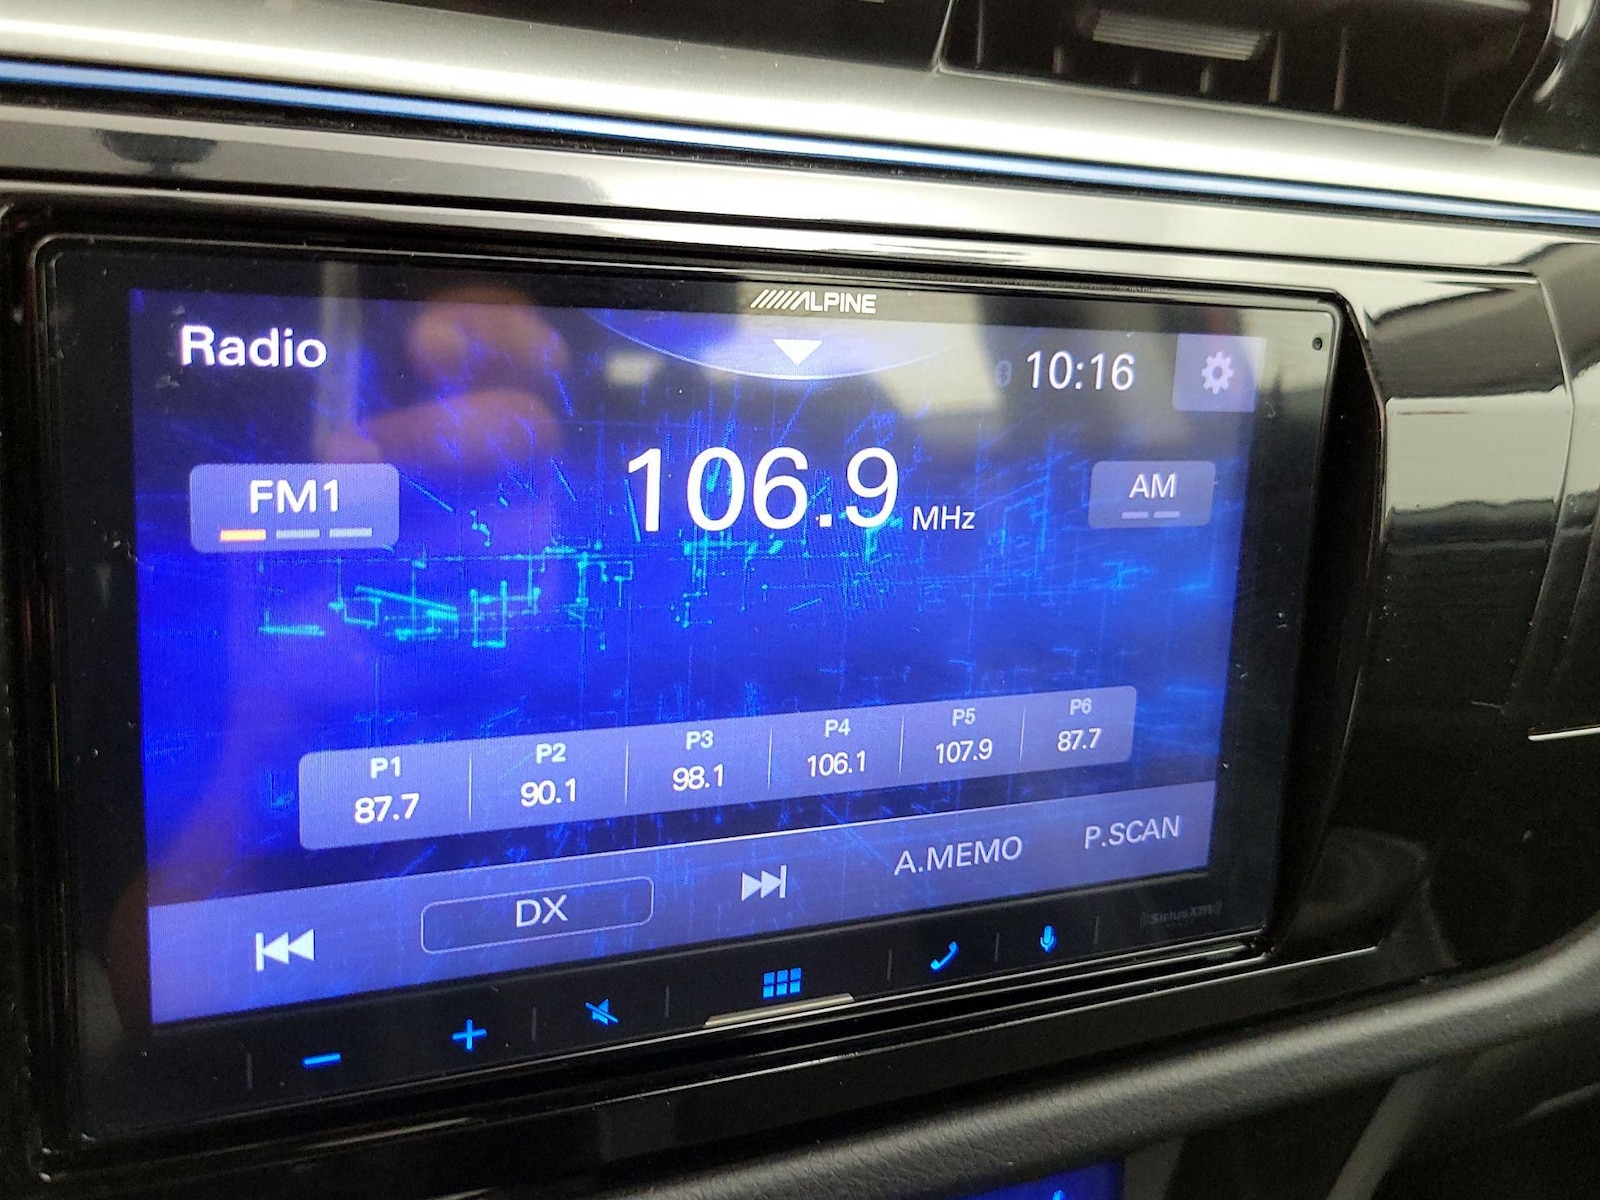 ALPINE
Radio
10:16
FM1
106.9 MHz
AM
P1 P2 P3 P4 P5 P6
87.7 90.1 98.1 106.1 107.9 87.7
DX A.MEMO P.SCAN
SiriusXM